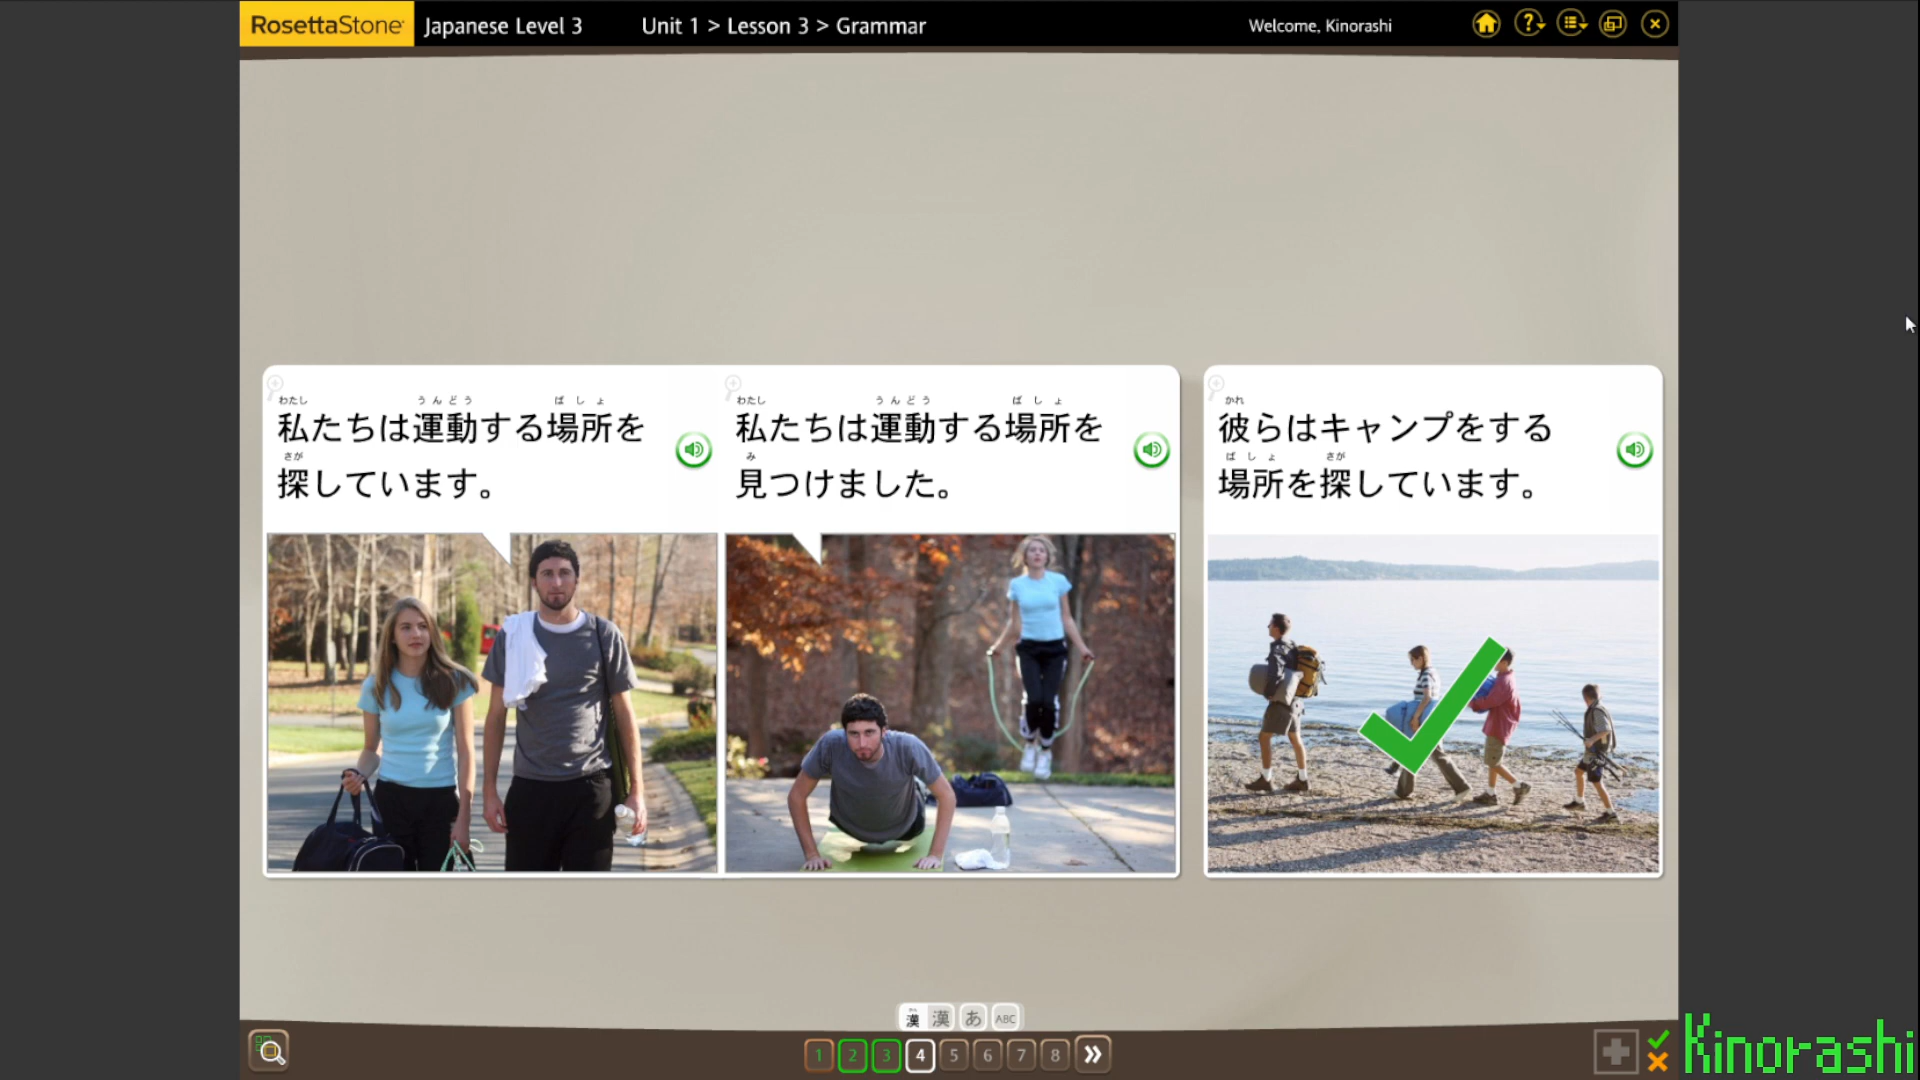 RosettaStone Japanese Level 3 Unit 1 > Lesson 3 > Grammar Welcome, Kinorashi
わたし うんどう ばしょ
私たちは運動する場所を
さが
探しています。
わたし うんどう ばしょ
私たちは運動する場所を
み
見つけました。
かれ
彼らはキャンプをする
ばしょ さが
場所を探しています。
漢 漢 あ ABC
1 2 3 4 5 6 7 8
Kinorashi